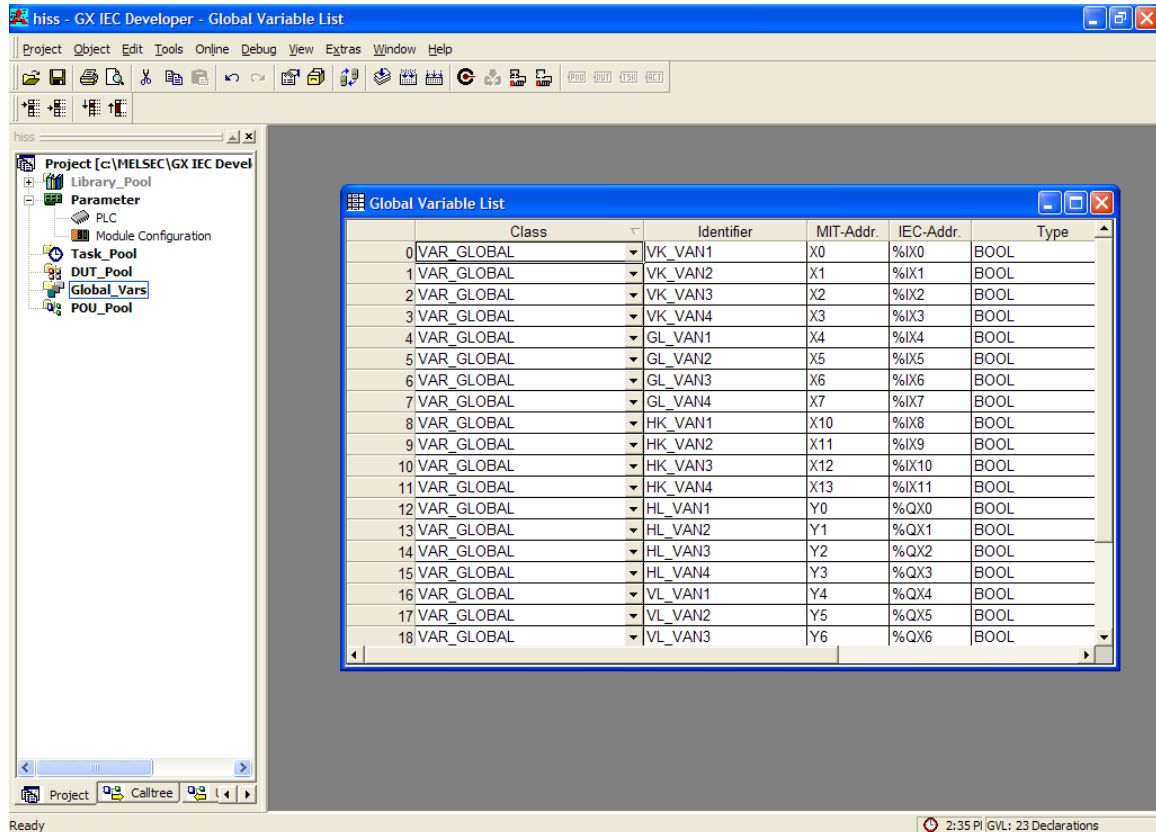 hiss - GX IEC Developer - Global Variable List
Project Object Edit Tools Online Debug View Extras Window Help
POU DUT TSK ACT
hiss
Project [c:\MELSEC\GX IEC Devel
Library_Pool
Parameter
PLC
Module Configuration
Task_Pool
DUT_Pool
Global_Vars
POU_Pool
Global Variable List
Class Identifier MIT-Addr. IEC-Addr. Type
0 VAR_GLOBAL VK_VAN1 X0 %IX0 BOOL
1 VAR_GLOBAL VK_VAN2 X1 %IX1 BOOL
2 VAR_GLOBAL VK_VAN3 X2 %IX2 BOOL
3 VAR_GLOBAL VK_VAN4 X3 %IX3 BOOL
4 VAR_GLOBAL GL_VAN1 X4 %IX4 BOOL
5 VAR_GLOBAL GL_VAN2 X5 %IX5 BOOL
6 VAR_GLOBAL GL_VAN3 X6 %IX6 BOOL
7 VAR_GLOBAL GL_VAN4 X7 %IX7 BOOL
8 VAR_GLOBAL HK_VAN1 X10 %IX8 BOOL
9 VAR_GLOBAL HK_VAN2 X11 %IX9 BOOL
10 VAR_GLOBAL HK_VAN3 X12 %IX10 BOOL
11 VAR_GLOBAL HK_VAN4 X13 %IX11 BOOL
12 VAR_GLOBAL HL_VAN1 Y0 %QX0 BOOL
13 VAR_GLOBAL HL_VAN2 Y1 %QX1 BOOL
14 VAR_GLOBAL HL_VAN3 Y2 %QX2 BOOL
15 VAR_GLOBAL HL_VAN4 Y3 %QX3 BOOL
16 VAR_GLOBAL VL_VAN1 Y4 %QX4 BOOL
17 VAR_GLOBAL VL_VAN2 Y5 %QX5 BOOL
18 VAR_GLOBAL VL_VAN3 Y6 %QX6 BOOL
Project Calltree
Ready 2:35 PI GVL: 23 Declarations